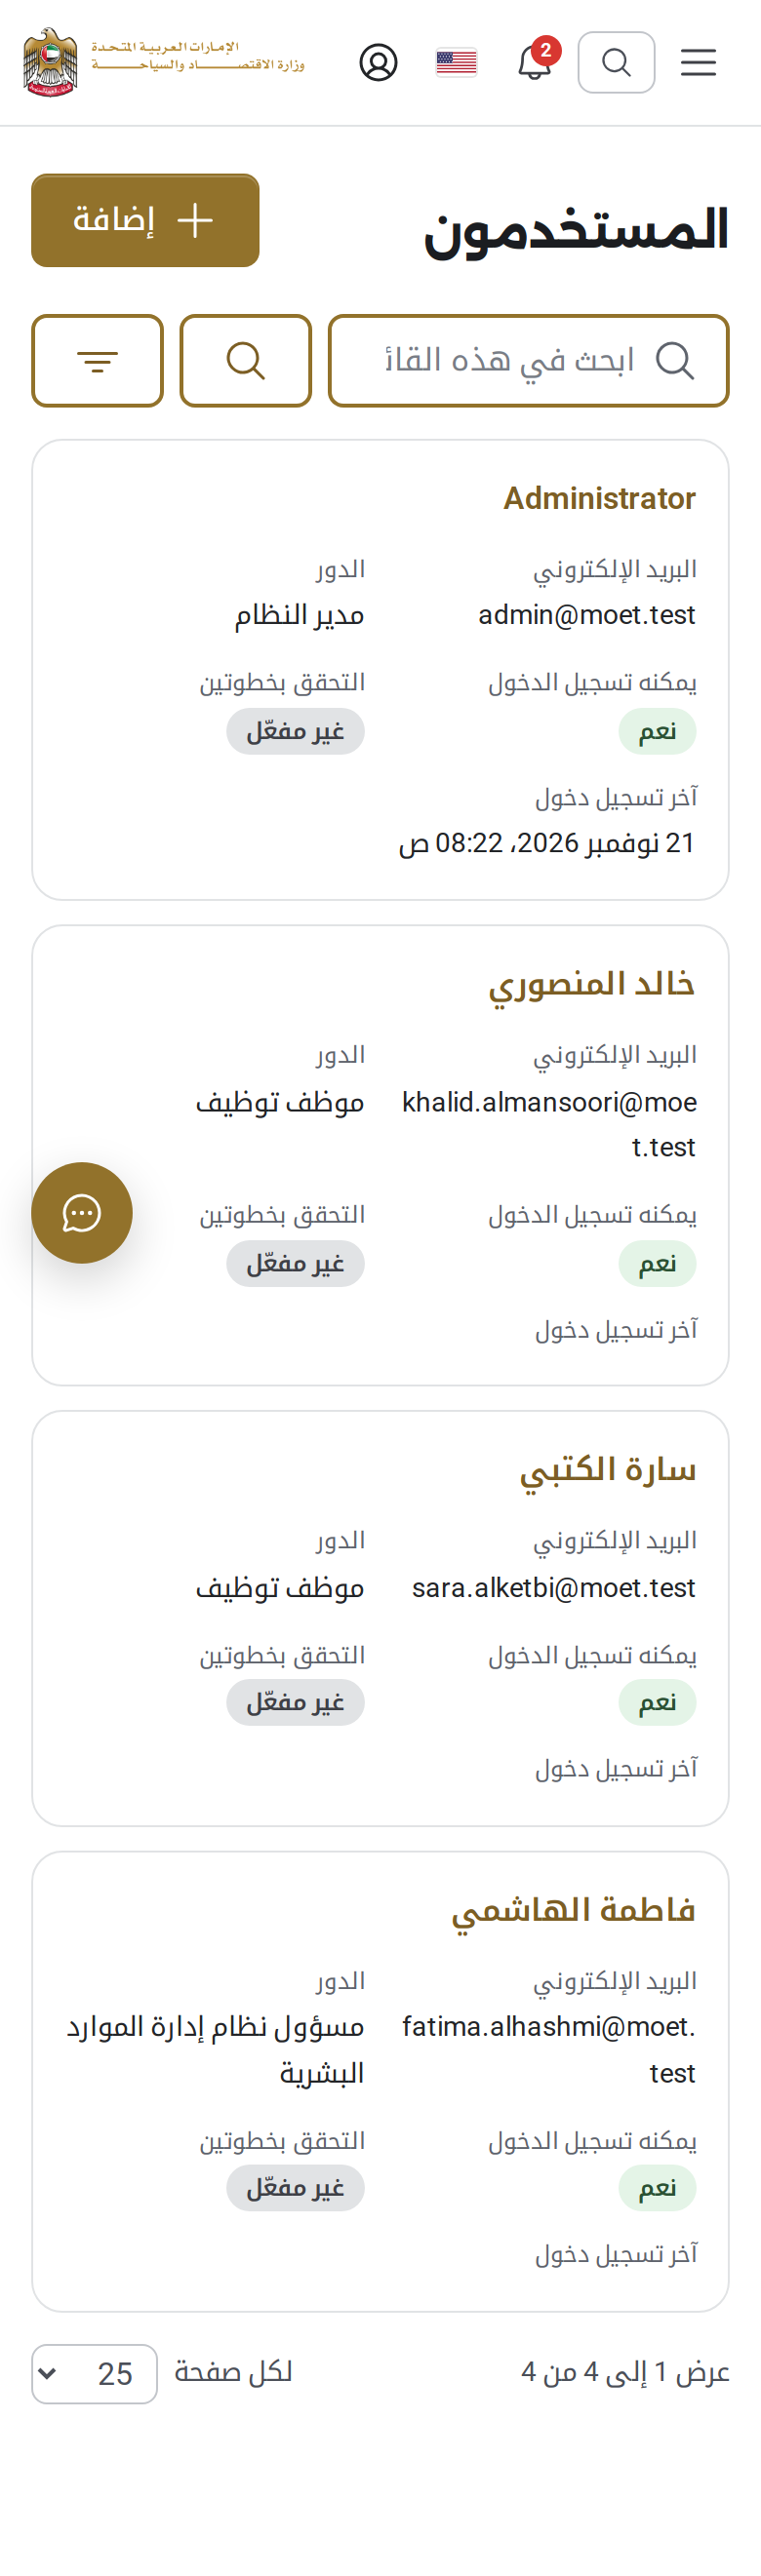 الإمارات العربية المتحدة
وزارة الاقتصاد والسياحة
2
المستخدمون
إضافة
ابحث في هذه القائ
Administrator
البريد الإلكتروني
الدور
admin@moet.test
مدير النظام
يمكنه تسجيل الدخول
التحقق بخطوتين
نعم
غير مفعّل
آخر تسجيل دخول
21 نوفمبر 2026، 08:22 ص
خالد المنصوري
البريد الإلكتروني
الدور
khalid.almansoori@moe
t.test
موظف توظيف
يمكنه تسجيل الدخول
التحقق بخطوتين
نعم
غير مفعّل
آخر تسجيل دخول
سارة الكتبي
البريد الإلكتروني
الدور
sara.alketbi@moet.test
موظف توظيف
يمكنه تسجيل الدخول
التحقق بخطوتين
نعم
غير مفعّل
آخر تسجيل دخول
فاطمة الهاشمي
البريد الإلكتروني
الدور
fatima.alhashmi@moet.
test
مسؤول نظام إدارة الموارد
البشرية
يمكنه تسجيل الدخول
التحقق بخطوتين
نعم
غير مفعّل
آخر تسجيل دخول
عرض 1 إلى 4 من 4
لكل صفحة
25